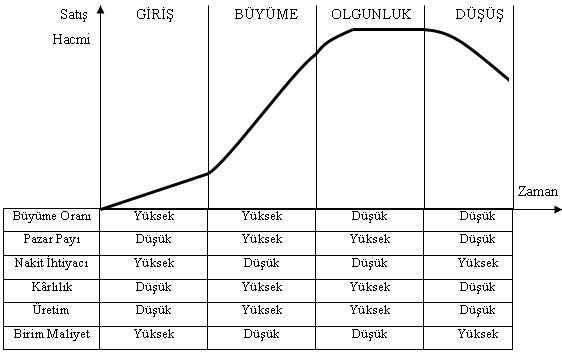 Satış GİRİŞ BÜYÜME OLGUNLUK DÜŞÜŞ
Hacmi
Zaman
Büyüme Oranı Yüksek Yüksek Düşük Düşük
Pazar Payı Düşük Yüksek Yüksek Düşük
Nakit İhtiyacı Yüksek Düşük Düşük Yüksek
Kârlılık Düşük Yüksek Yüksek Düşük
Üretim Düşük Yüksek Yüksek Düşük
Birim Maliyet Yüksek Düşük Düşük Yüksek